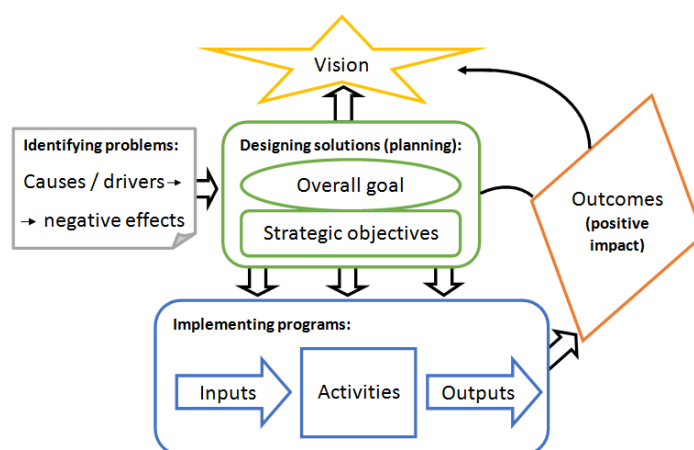 Vision
Identifying problems:
Causes / drivers →
→ negative effects
Designing solutions (planning):
Overall goal
Strategic objectives
Outcomes
(positive
impact)
Implementing programs:
Inputs
Activities
Outputs